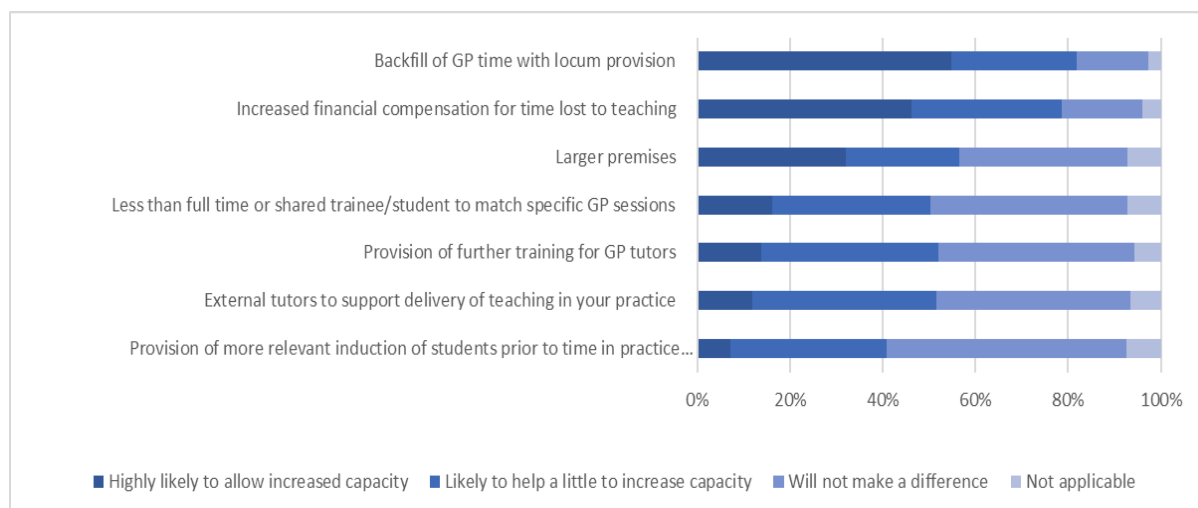 Backfill of GP time with locum provision
Increased financial compensation for time lost to teaching
Larger premises
Less than full time or shared trainee/student to match specific GP sessions
Provision of further training for GP tutors
External tutors to support delivery of teaching in your practice
Provision of more relevant induction of students prior to time in practice...
0% 20% 40% 60% 80% 100%
Highly likely to allow increased capacity Likely to help a little to increase capacity Will not make a difference Not applicable